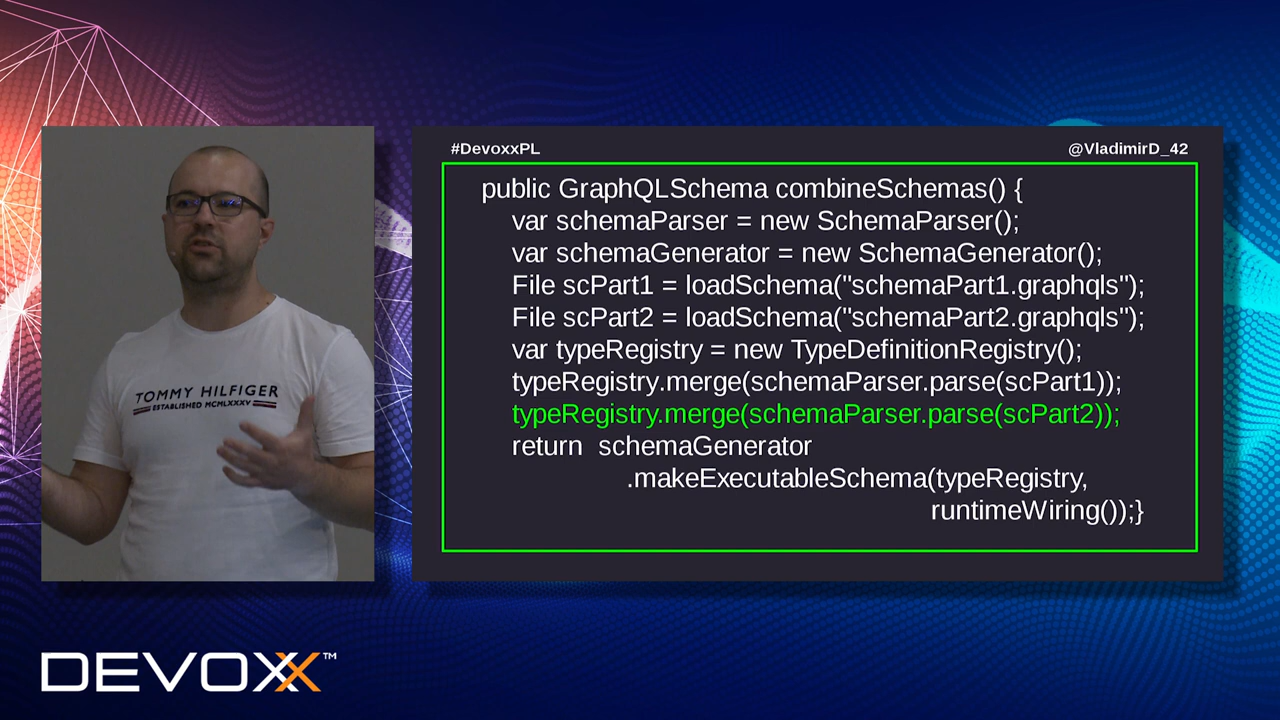 #DevoxxPL
@VladimirD_42
public GraphQLSchema combineSchemas() {
var schemaParser = new SchemaParser();
var schemaGenerator = new SchemaGenerator();
File scPart1 = loadSchema("schemaPart1.graphqls");
File scPart2 = loadSchema("schemaPart2.graphqls");
var typeRegistry = new TypeDefinitionRegistry();
typeRegistry.merge(schemaParser.parse(scPart1));
typeRegistry.merge(schemaParser.parse(scPart2));
return  schemaGenerator
.makeExecutableSchema(typeRegistry,
runtimeWiring());}
TOMMY HILFIGER
ESTABLISHED MCMLXXXV
DEVOXX™